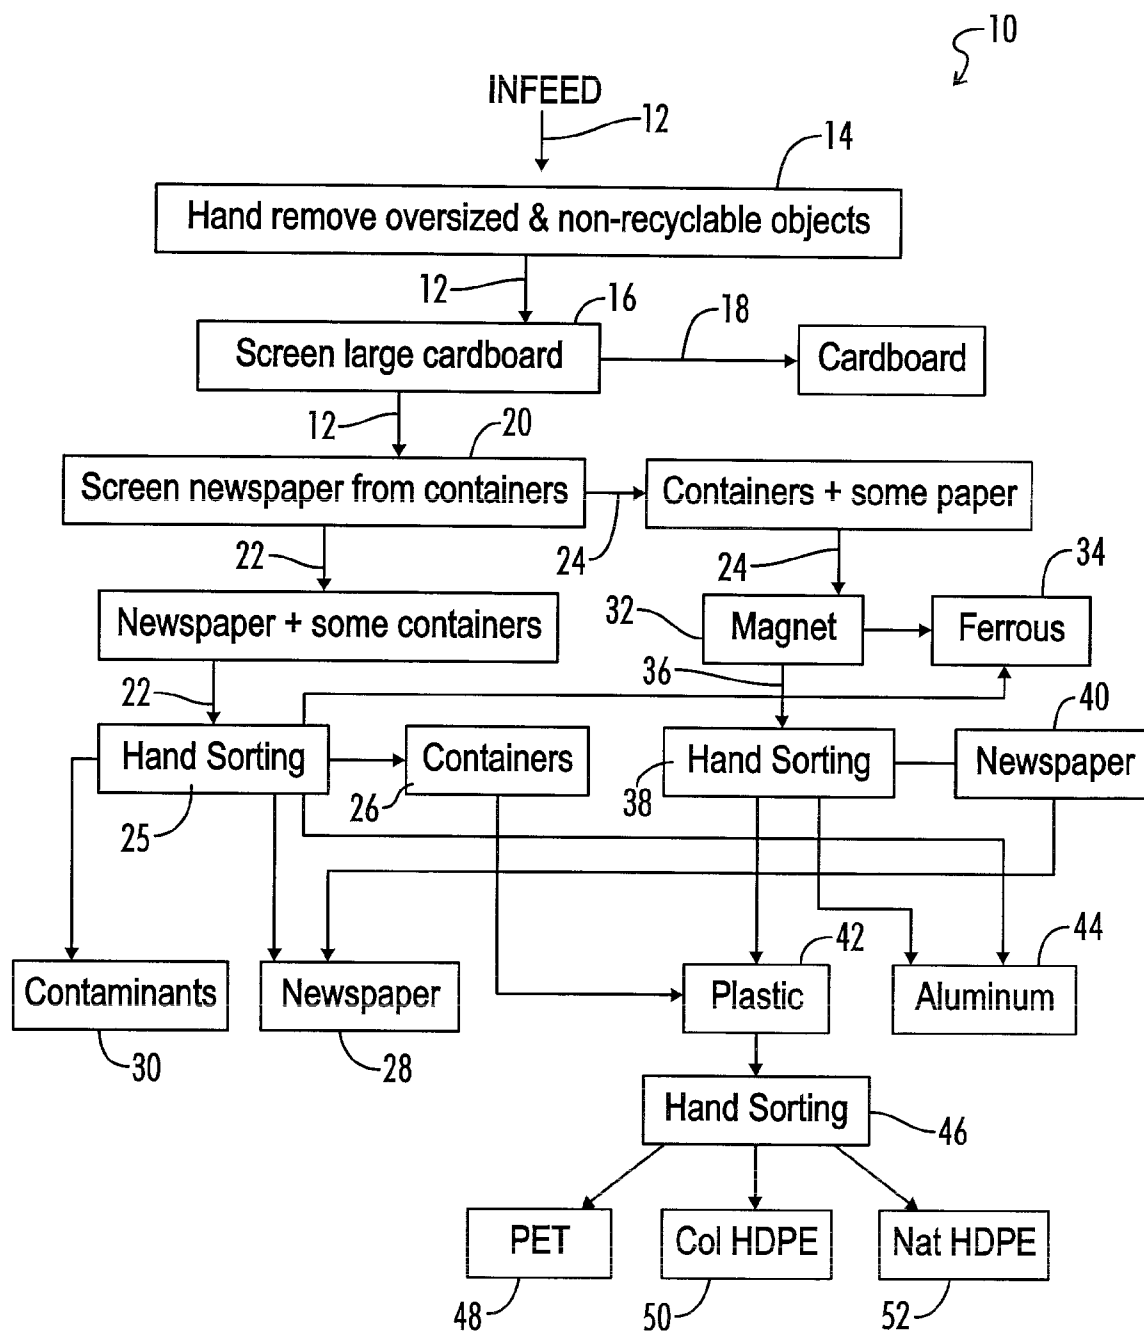 10
INFEED
12
14
Hand remove oversized & non-recyclable objects
12
16
18
Screen large cardboard
Cardboard
12
20
Screen newspaper from containers
Containers + some paper
22
24
24
34
Newspaper + some containers
32
Magnet
Ferrous
22
36
40
Hand Sorting
Containers
Hand Sorting
Newspaper
25
26
38
42
44
Contaminants
Newspaper
Plastic
Aluminum
30
28
Hand Sorting
46
PET
Col HDPE
Nat HDPE
48
50
52